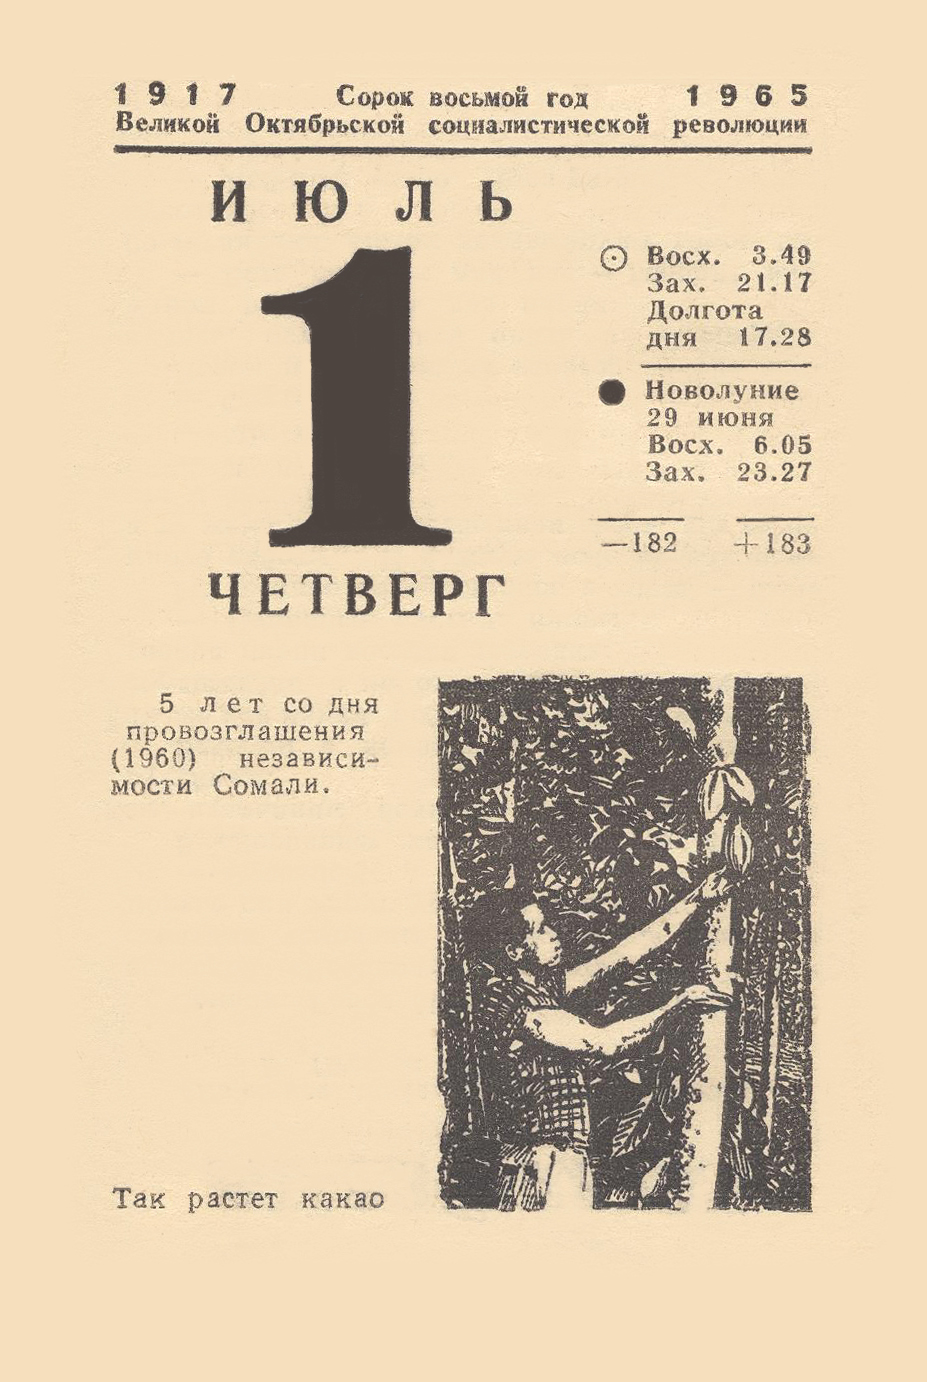 1917 Сорок восьмой год 1965
Великой Октябрьской социалистической революции
ИЮЛЬ
1
ЧЕТВЕРГ
Восх. 3.49
Зах. 21.17
Долгота
дня 17.28
Новолуние
29 июня
Восх. 6.05
Зах. 23.27
—182 +183
5 лет со дня
провозглашения
(1960) независи-
мости Сомали.
Так растет какао